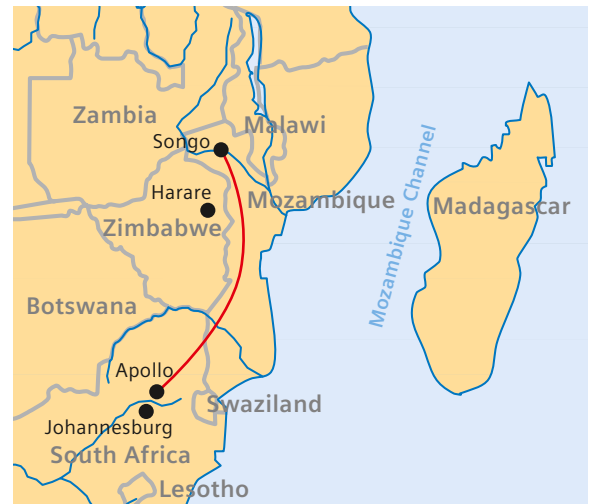 Zambia
Malawi
Songo
Harare
Mozambique
Zimbabwe
Madagascar
Mozambique Channel
Botswana
Apollo
Swaziland
Johannesburg
South Africa
Lesotho